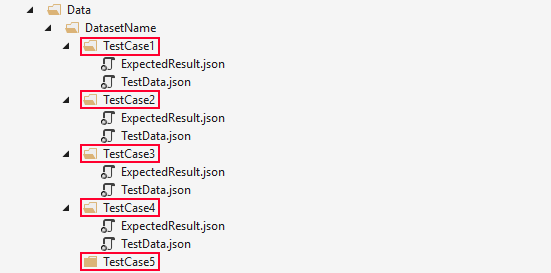 Data
DatasetName
TestCase1
ExpectedResult.json
TestData.json
TestCase2
ExpectedResult.json
TestData.json
TestCase3
ExpectedResult.json
TestData.json
TestCase4
ExpectedResult.json
TestData.json
TestCase5